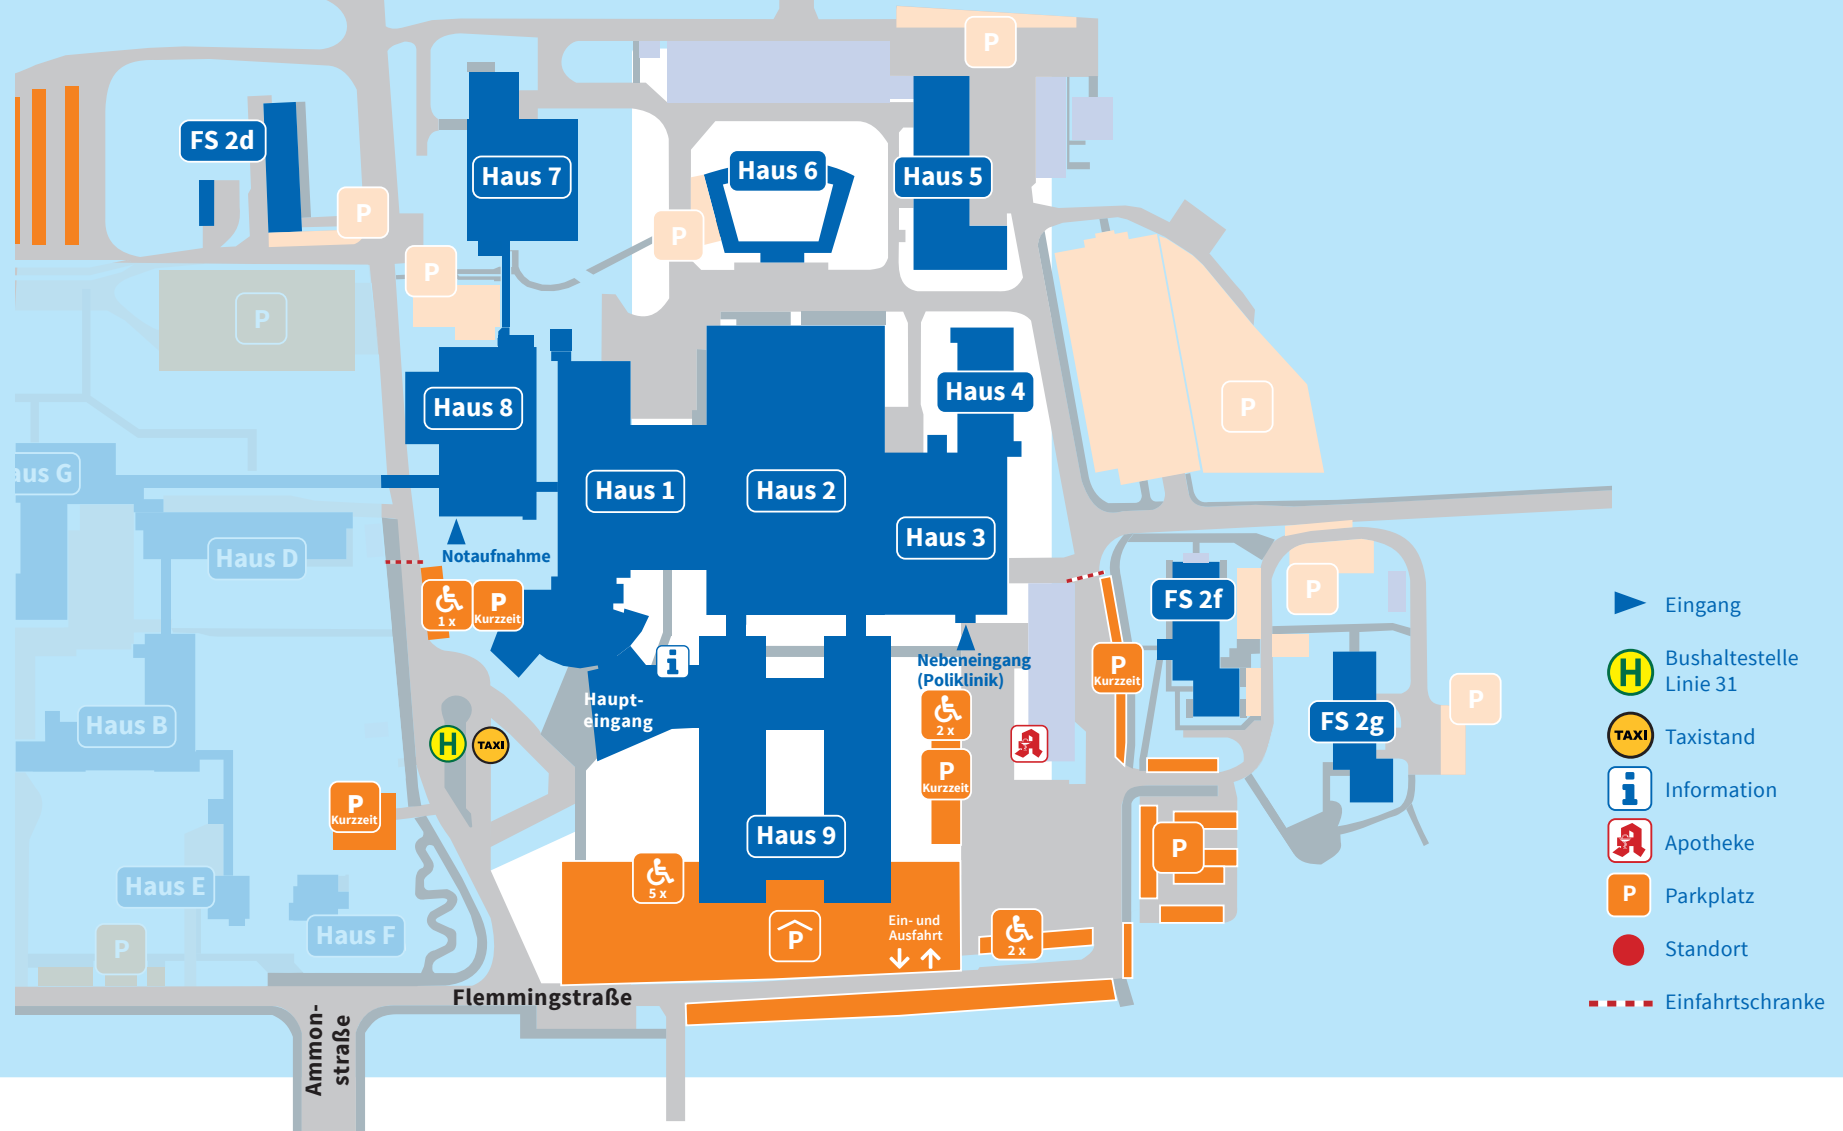 P
FS 2d
Haus 7
Haus 6
Haus 5
P
P
P
P
Haus 8
Haus 4
P
aus G
Haus 1
Haus 2
Haus 3
Haus D
Notaufnahme
1 x
P
Kurzzeit
FS 2f
P
Nebeneingang
(Poliklinik)
P
Kurzzeit
Haupt-
eingang
2 x
P
Kurzzeit
Haus B
H
TAXI
A
FS 2g
P
P
Kurzzeit
Haus 9
P
Haus E
5 x
Haus F
P
P
Ein- und
Ausfahrt
2 x
Flemmingstraße
Ammon-
straße
Eingang
H
Bushaltestelle
Linie 31
TAXI
Taxistand
i
Information
A
Apotheke
P
Parkplatz
Standort
Einfahrtschranke
i